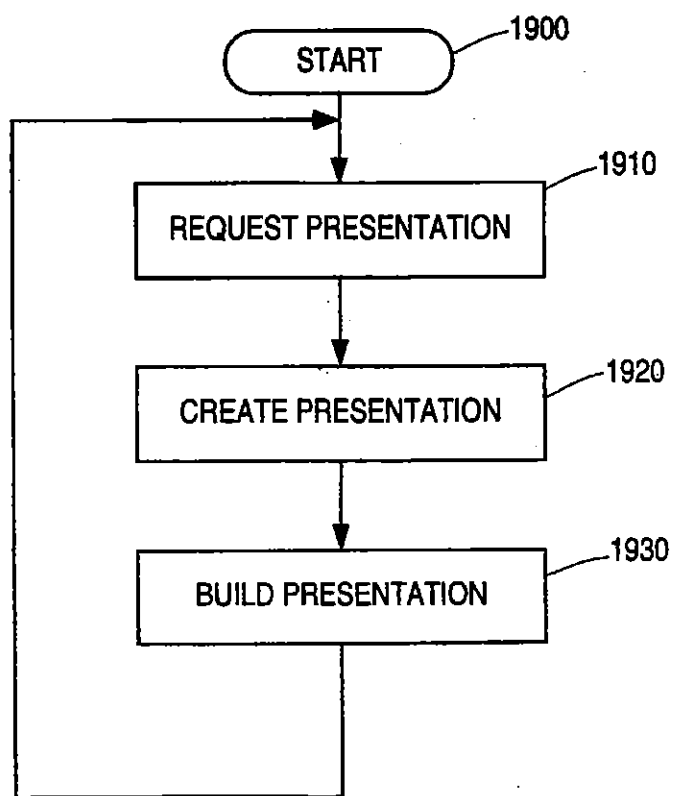 START
1900
REQUEST PRESENTATION
1910
CREATE PRESENTATION
1920
BUILD PRESENTATION
1930